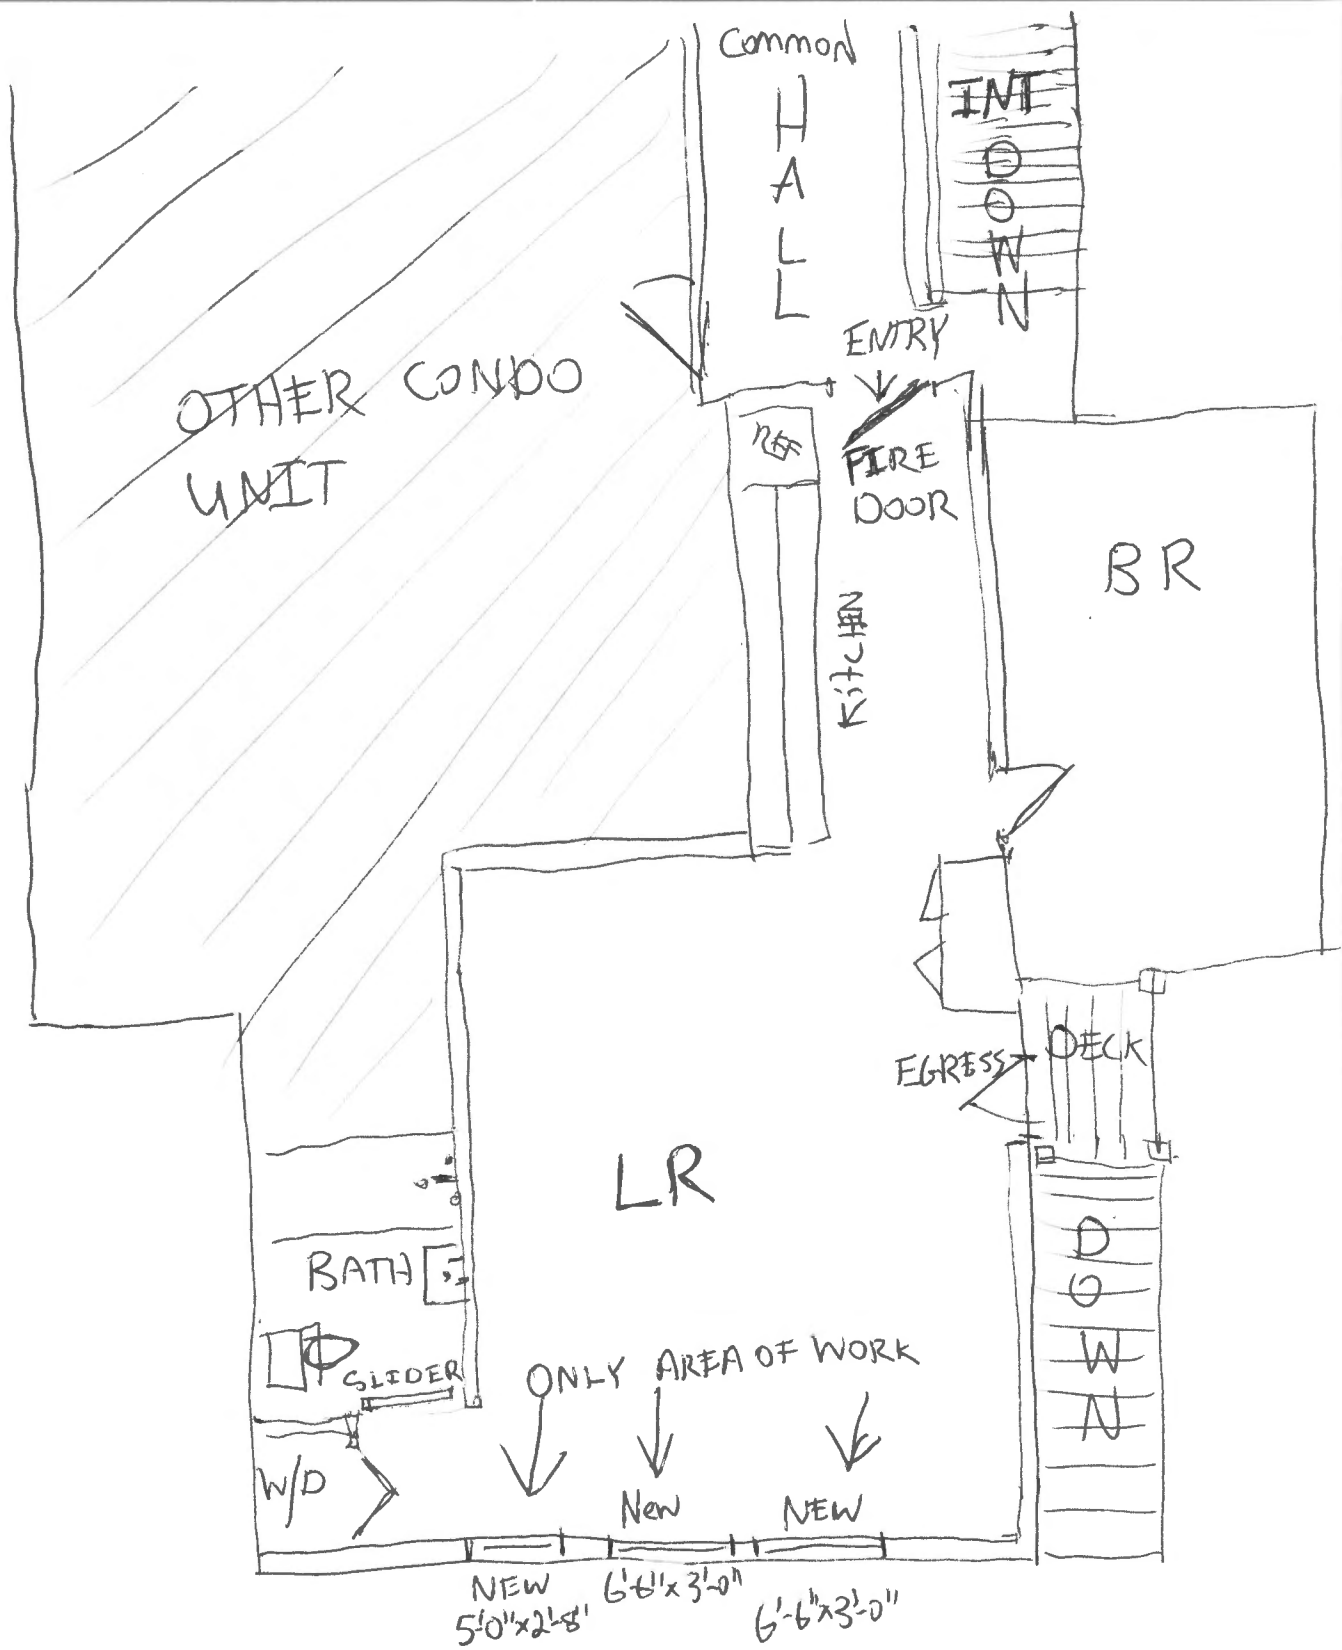 Common
HALL
INT
DOWN
ENTRY
OTHER CONDO
UNIT
REF
FIRE
DOOR
BR
KitCHEN
EGRESS
DECK
LR
DOWN
BATH
SLIDER
ONLY AREA OF WORK
W/D
New
NEW
NEW
5'-0"x2'-8"
6'-6"x3'-0"
6'-6"x3'-0"